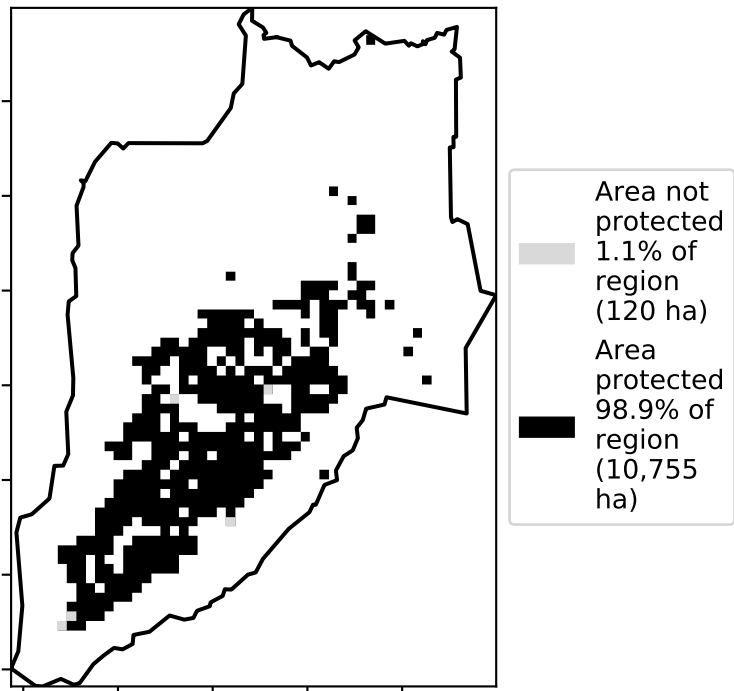 Area not
protected
1.1% of
region
(120 ha)
Area
protected
98.9% of
region
(10,755
ha)